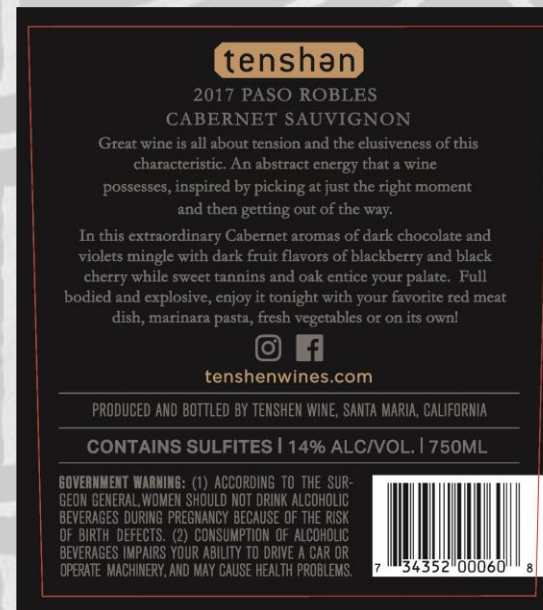 tenshən
2017 PASO ROBLES
CABERNET SAUVIGNON
Great wine is all about tension and the elusiveness of this
characteristic. An abstract energy that a wine
possesses, inspired by picking at just the right moment
and then getting out of the way.
In this extraordinary Cabernet aromas of dark chocolate and
violets mingle with dark fruit flavors of blackberry and black
cherry while sweet tannins and oak entice your palate. Full
bodied and explosive, enjoy it tonight with your favorite red meat
dish, marinara pasta, fresh vegetables or on its own!
tenshenwines.com
PRODUCED AND BOTTLED BY TENSHEN WINE, SANTA MARIA, CALIFORNIA
CONTAINS SULFITES | 14% ALC/VOL. | 750ML
GOVERNMENT WARNING: (1) ACCORDING TO THE SUR-
GEON GENERAL, WOMEN SHOULD NOT DRINK ALCOHOLIC
BEVERAGES DURING PREGNANCY BECAUSE OF THE RISK
OF BIRTH DEFECTS. (2) CONSUMPTION OF ALCOHOLIC
BEVERAGES IMPAIRS YOUR ABILITY TO DRIVE A CAR OR
OPERATE MACHINERY, AND MAY CAUSE HEALTH PROBLEMS.
7 34352 00060 8